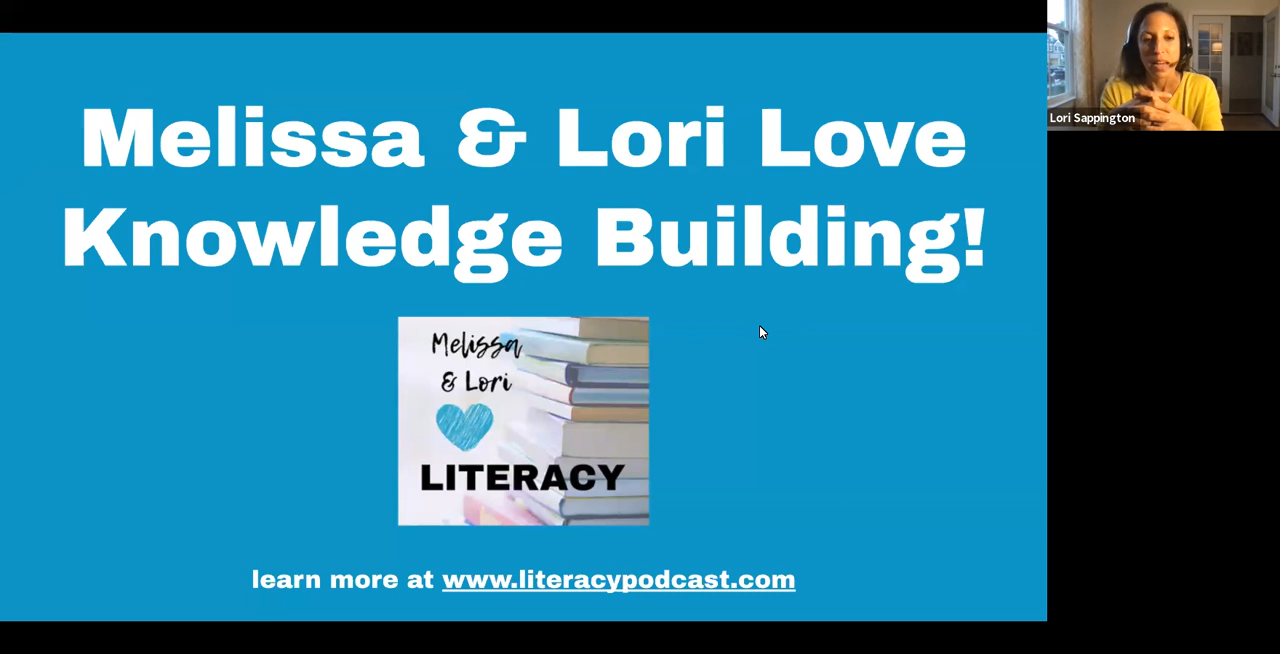 Melissa & Lori Love
Knowledge Building!
Melissa
& Lori
LITERACY
learn more at www.literacypodcast.com
Lori Sappington